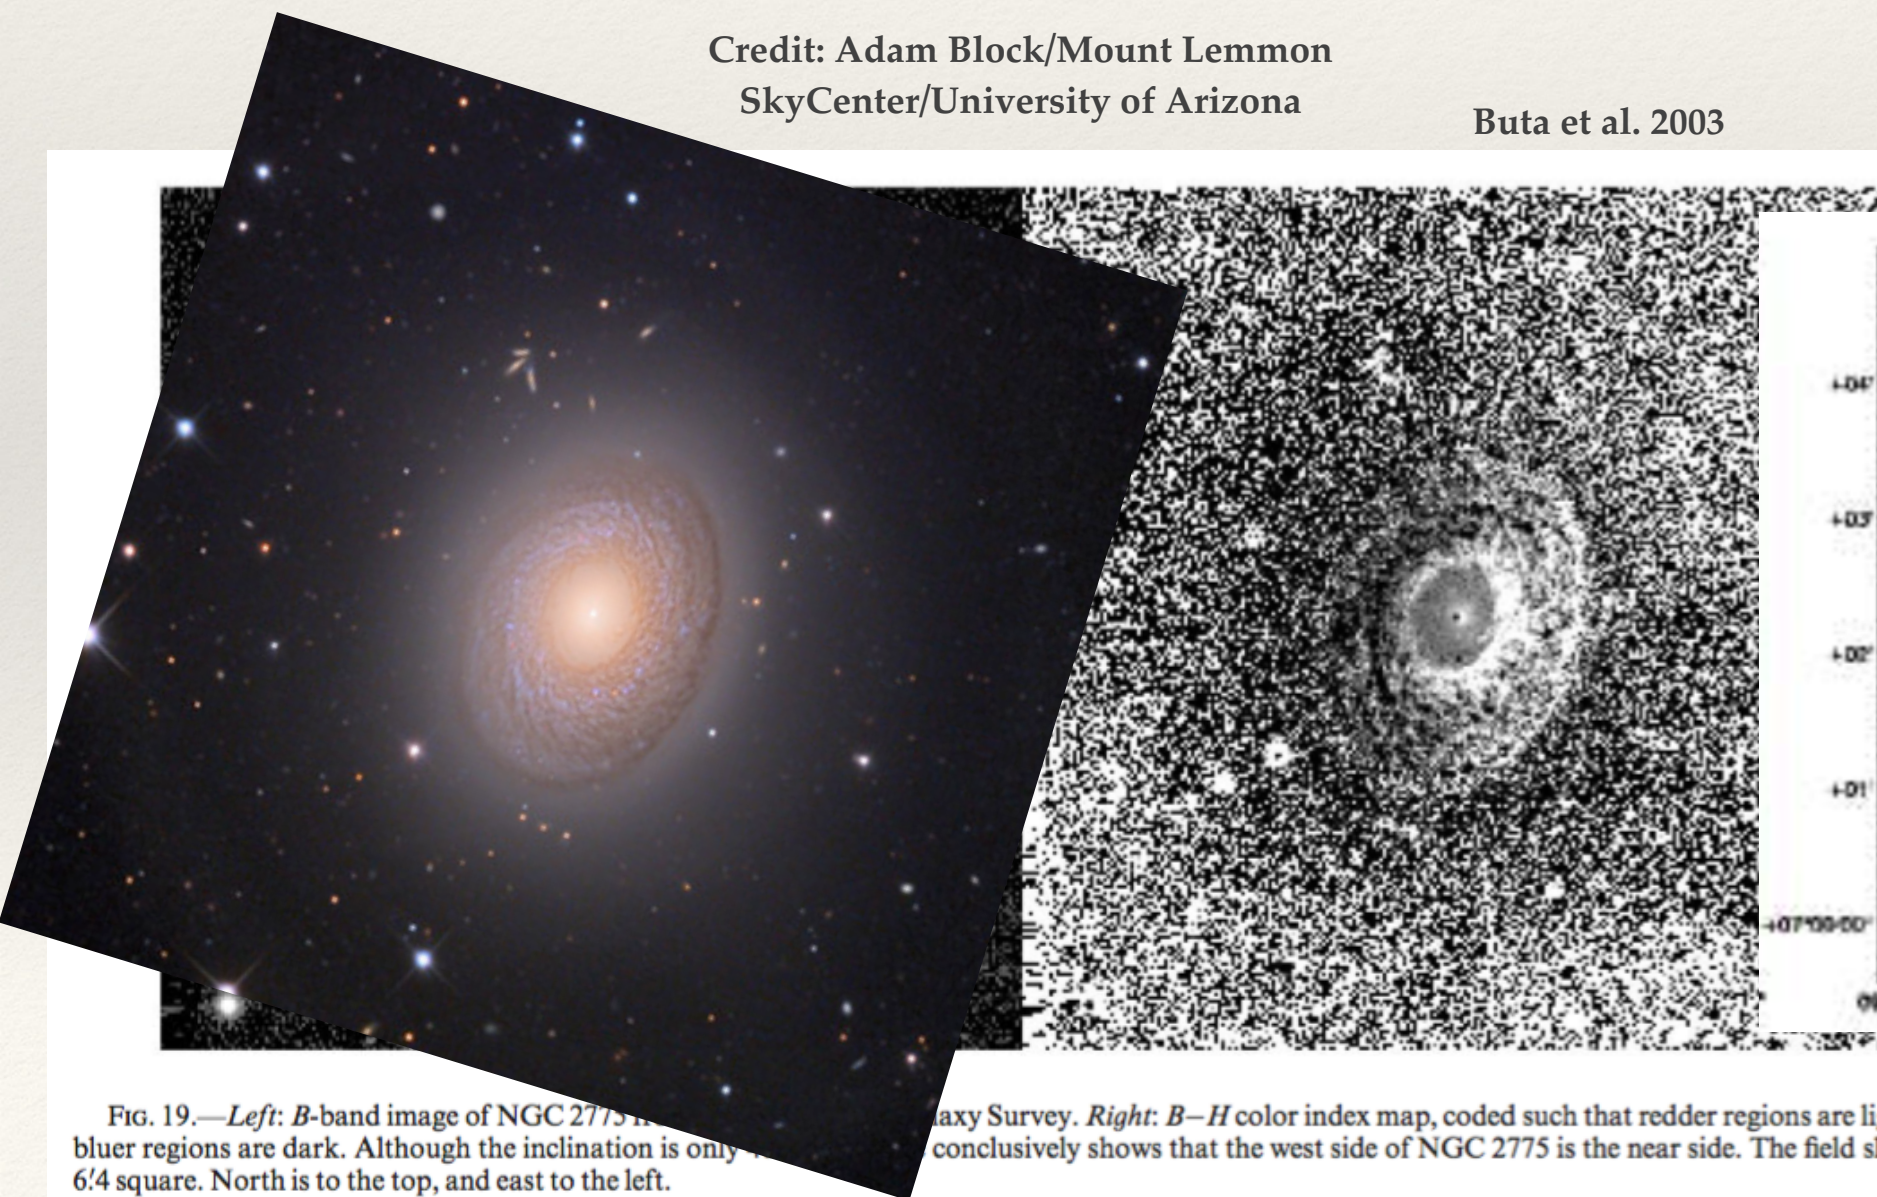 Credit: Adam Block/Mount Lemmon
SkyCenter/University of Arizona
Buta et al. 2003
+04'
+03'
+02'
+01'
+07°00'00"
FIG. 19.—Left: B-band image of NGC 2775 axy Survey. Right: B−H color index map, coded such that redder regions are li
bluer regions are dark. Although the inclination is only conclusively shows that the west side of NGC 2775 is the near side. The field s
6.′4 square. North is to the top, and east to the left.